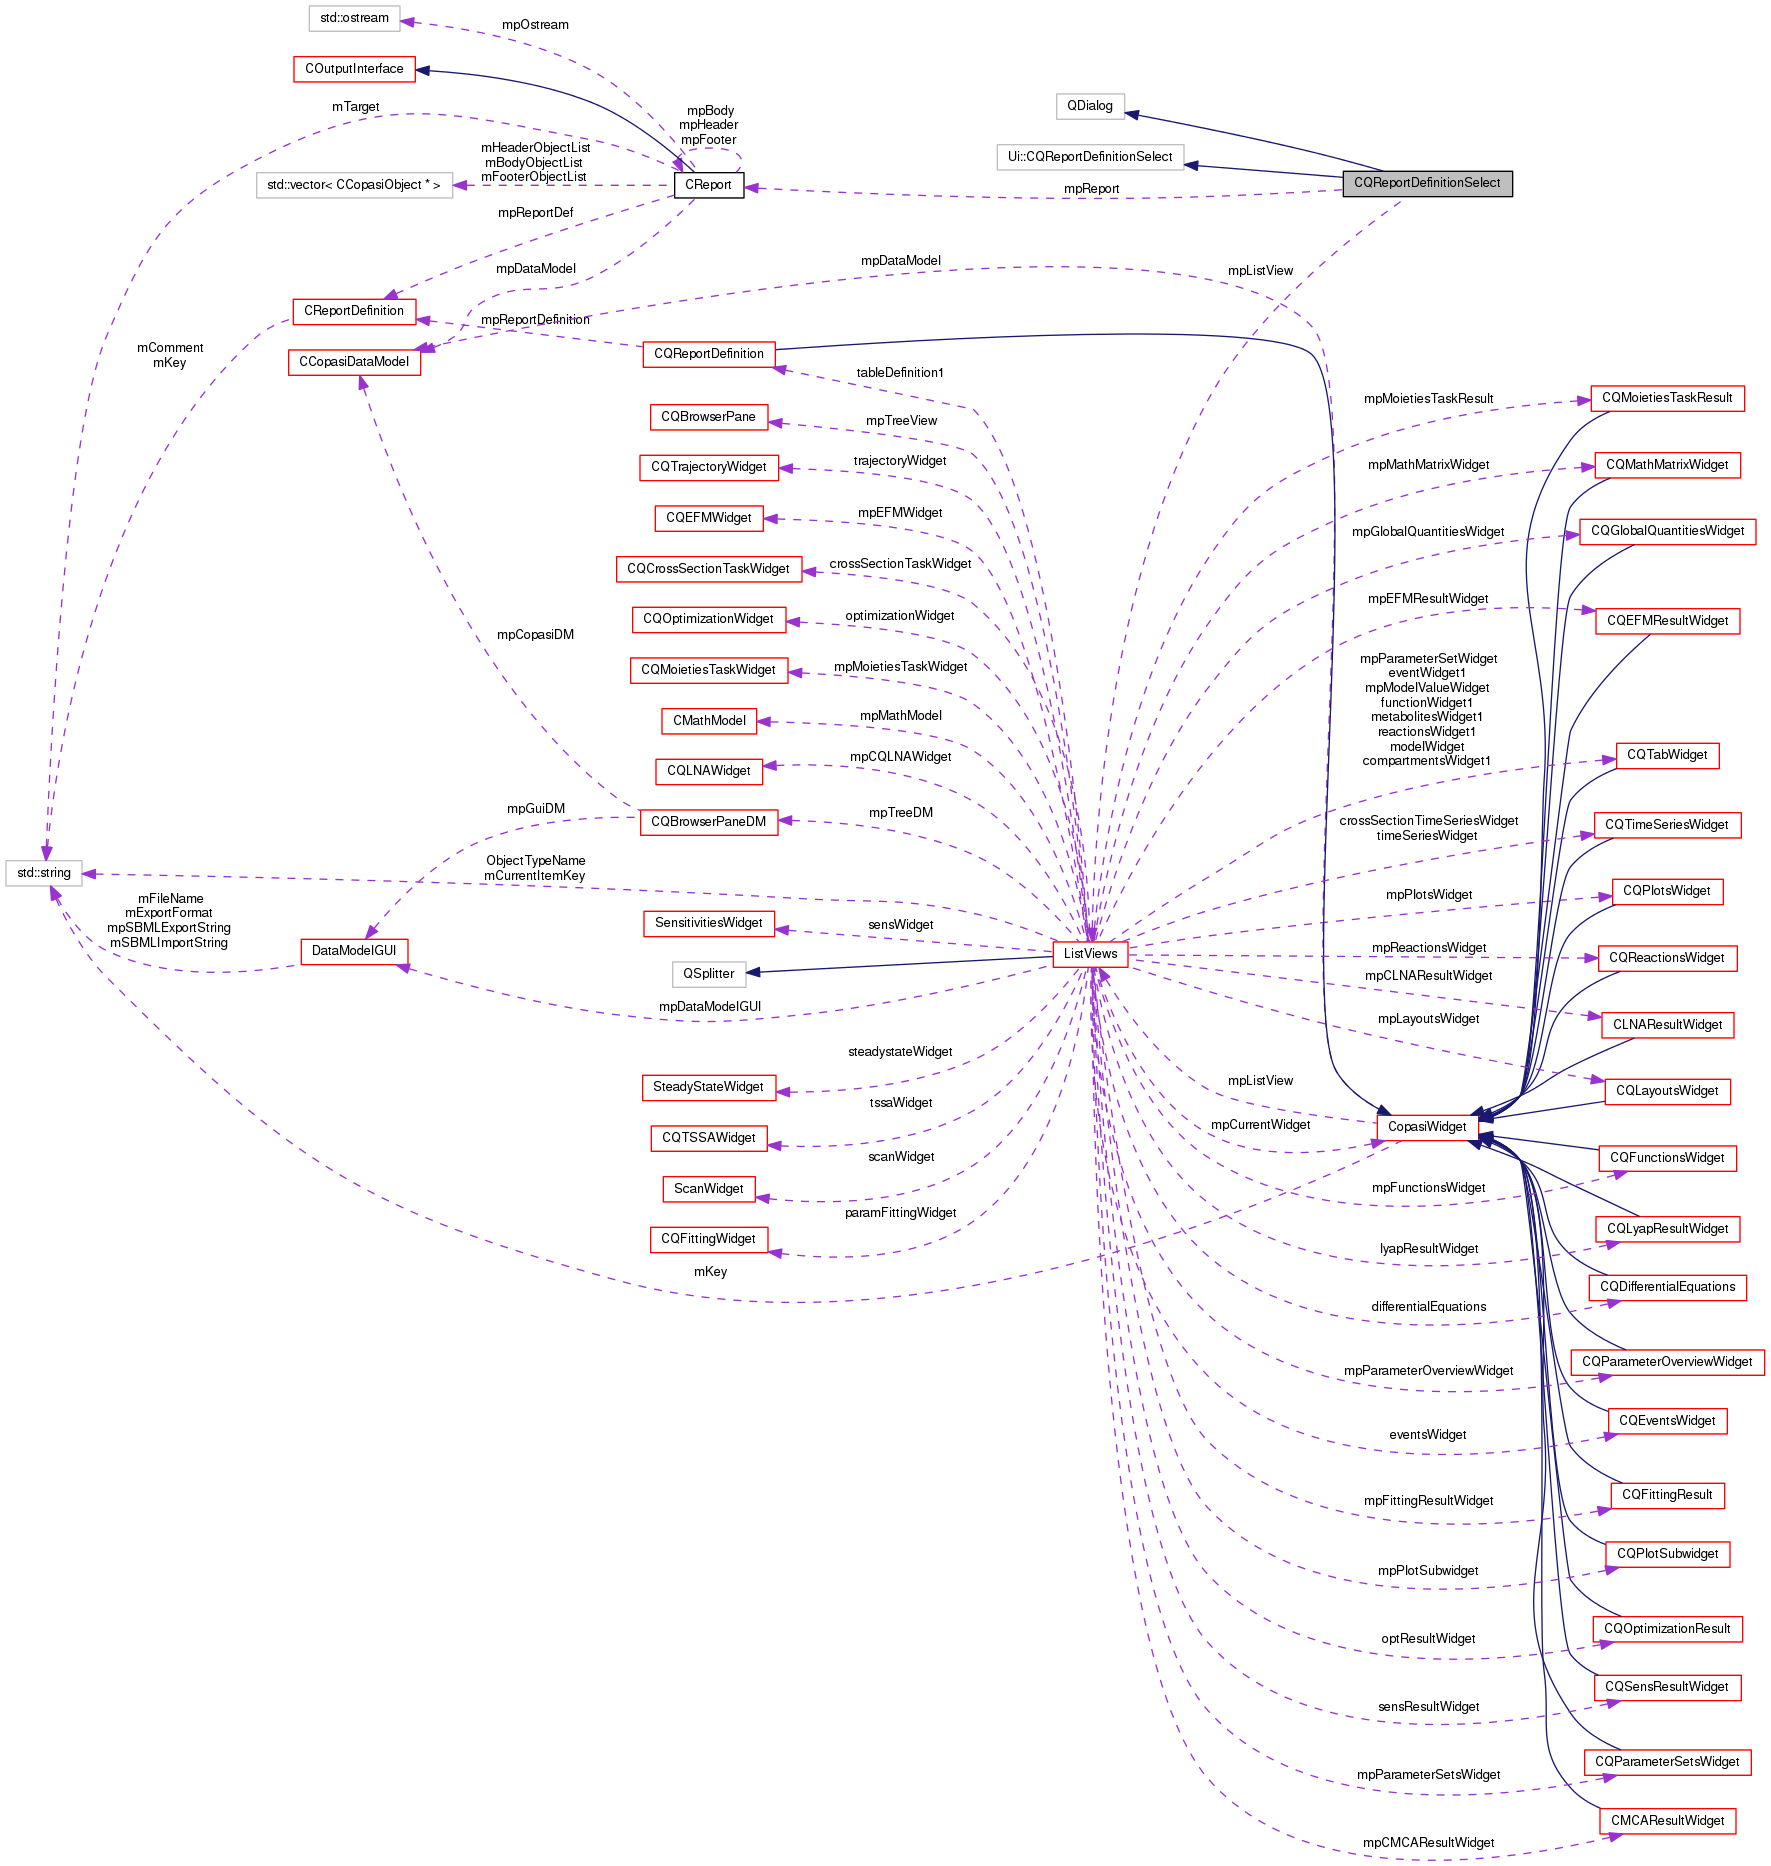 std::ostream
mpOstream
COutputInterface
mTarget
mpBody
mpHeader
mpFooter
QDialog
mHeaderObjectList
mBodyObjectList
mFooterObjectList
Ui::CQReportDefinitionSelect
std::vector< CCopasiObject * >
CReport
mpReport
CQReportDefinitionSelect
mpReportDef
mpDataModel
mpDataModel
mpListView
CReportDefinition
mpReportDefinition
mComment
mKey
CCopasiDataModel
CQReportDefinition
tableDefinition1
CQBrowserPane
mpTreeView
CQTrajectoryWidget
trajectoryWidget
CQEFMWidget
mpEFMWidget
CQCrossSectionTaskWidget
crossSectionTaskWidget
CQOptimizationWidget
optimizationWidget
mpCopasiDM
CQMoietiesTaskWidget
mpMoietiesTaskWidget
CMathModel
mpMathModel
CQLNAWidget
mpCQLNAWidget
mpGuiDM
CQBrowserPaneDM
mpTreeDM
std::string
ObjectTypeName
mCurrentItemKey
mFileName
mExportFormat
mpSBMLExportString
mSBMLImportString
DataModelGUI
SensitivitiesWidget
sensWidget
QSplitter
ListViews
mpDataModelGUI
SteadyStateWidget
steadystateWidget
CQTSSAWidget
tssaWidget
ScanWidget
scanWidget
CQFittingWidget
paramFittingWidget
mKey
mpMoietiesTaskResult
CQMoietiesTaskResult
mpMathMatrixWidget
CQMathMatrixWidget
mpGlobalQuantitiesWidget
CQGlobalQuantitiesWidget
mpEFMResultWidget
CQEFMResultWidget
mpParameterSetWidget
eventWidget1
mpModelValueWidget
functionWidget1
metabolitesWidget1
reactionsWidget1
modelWidget
compartmentsWidget1
CQTabWidget
crossSectionTimeSeriesWidget
timeSeriesWidget
CQTimeSeriesWidget
mpPlotsWidget
CQPlotsWidget
mpReactionsWidget
CQReactionsWidget
mpCLNAResultWidget
CLNAResultWidget
mpLayoutsWidget
CQLayoutsWidget
mpListView
mpCurrentWidget
CopasiWidget
CQFunctionsWidget
mpFunctionsWidget
CQLyapResultWidget
lyapResultWidget
CQDifferentialEquations
differentialEquations
CQParameterOverviewWidget
mpParameterOverviewWidget
CQEventsWidget
eventsWidget
CQFittingResult
mpFittingResultWidget
CQPlotSubwidget
mpPlotSubwidget
CQOptimizationResult
optResultWidget
CQSensResultWidget
sensResultWidget
CQParameterSetsWidget
mpParameterSetsWidget
CMCAResultWidget
mpCMCAResultWidget